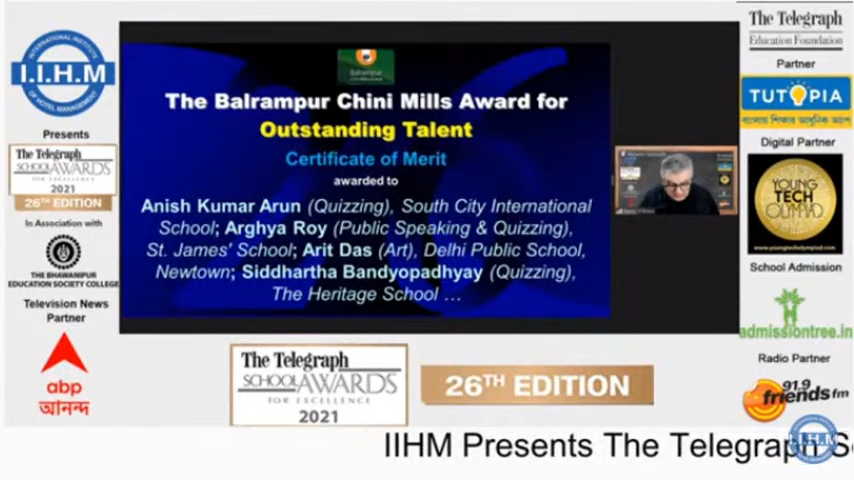 INTERNATIONAL INSTITUTE
I.I.H.M
OF HOTEL MANAGEMENT
Presents
The Telegraph
SCHOOL AWARDS
FOR EXCELLENCE
2021
26TH EDITION
In Association with
THE BHAWANIPUR
EDUCATION SOCIETY COLLEGE
Television News
Partner
abp
আনন্দ
Balrampur
The Balrampur Chini Mills Award for
Outstanding Talent
Certificate of Merit
awarded to
Anish Kumar Arun (Quizzing), South City International
School; Arghya Roy (Public Speaking & Quizzing),
St. James' School; Arit Das (Art), Delhi Public School,
Newtown; Siddhartha Bandyopadhyay (Quizzing),
The Heritage School ...
The Telegraph
SCHOOL AWARDS
FOR EXCELLENCE
2021
26TH EDITION
The Telegraph
Education Foundation
Partner
TUTOPIA
বাংলায় শিক্ষার আধুনিক অ্যাপ
Digital Partner
YOUNG
TECH
OLYMPIAD
www.youngtecholympiad.com
School Admission
admissiontree.in
Radio Partner
91.9
friends fm
I.I.H.M
IIHM Presents The Telegraph